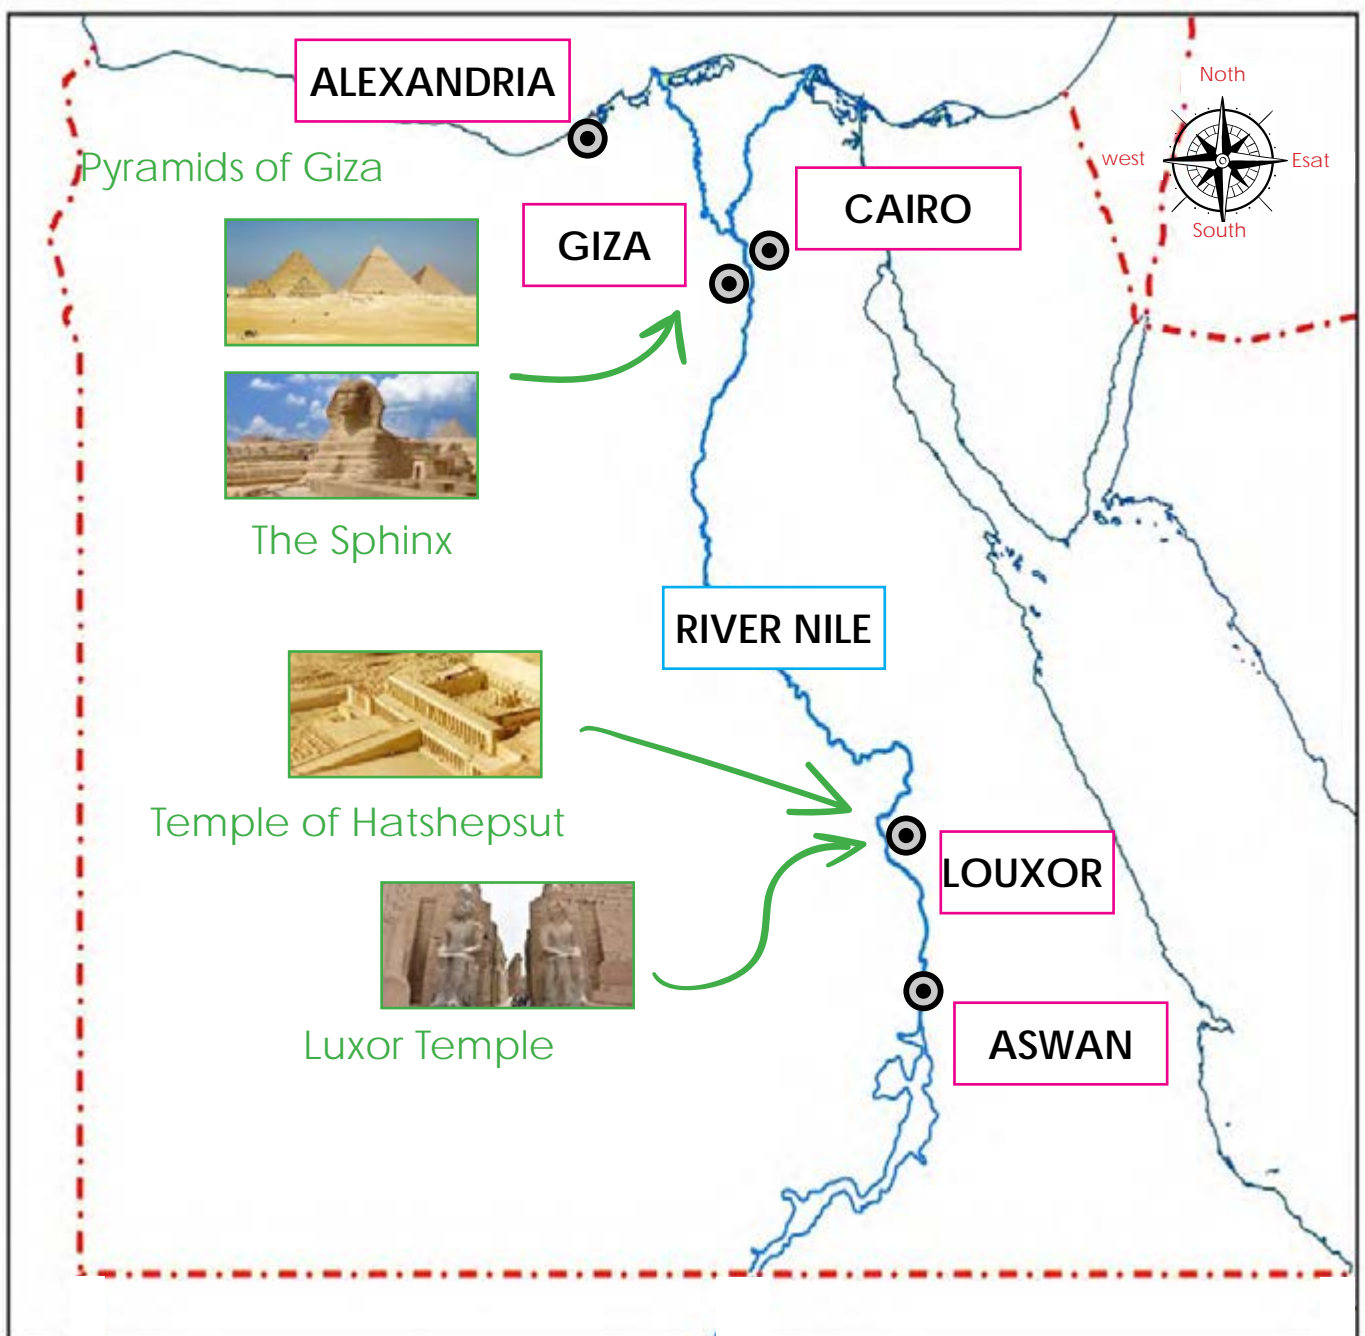 Noth
ALEXANDRIA
west
Esat
Pyramids of Giza
CAIRO
South
GIZA
The Sphinx
RIVER NILE
Temple of Hatshepsut
LOUXOR
Luxor Temple
ASWAN